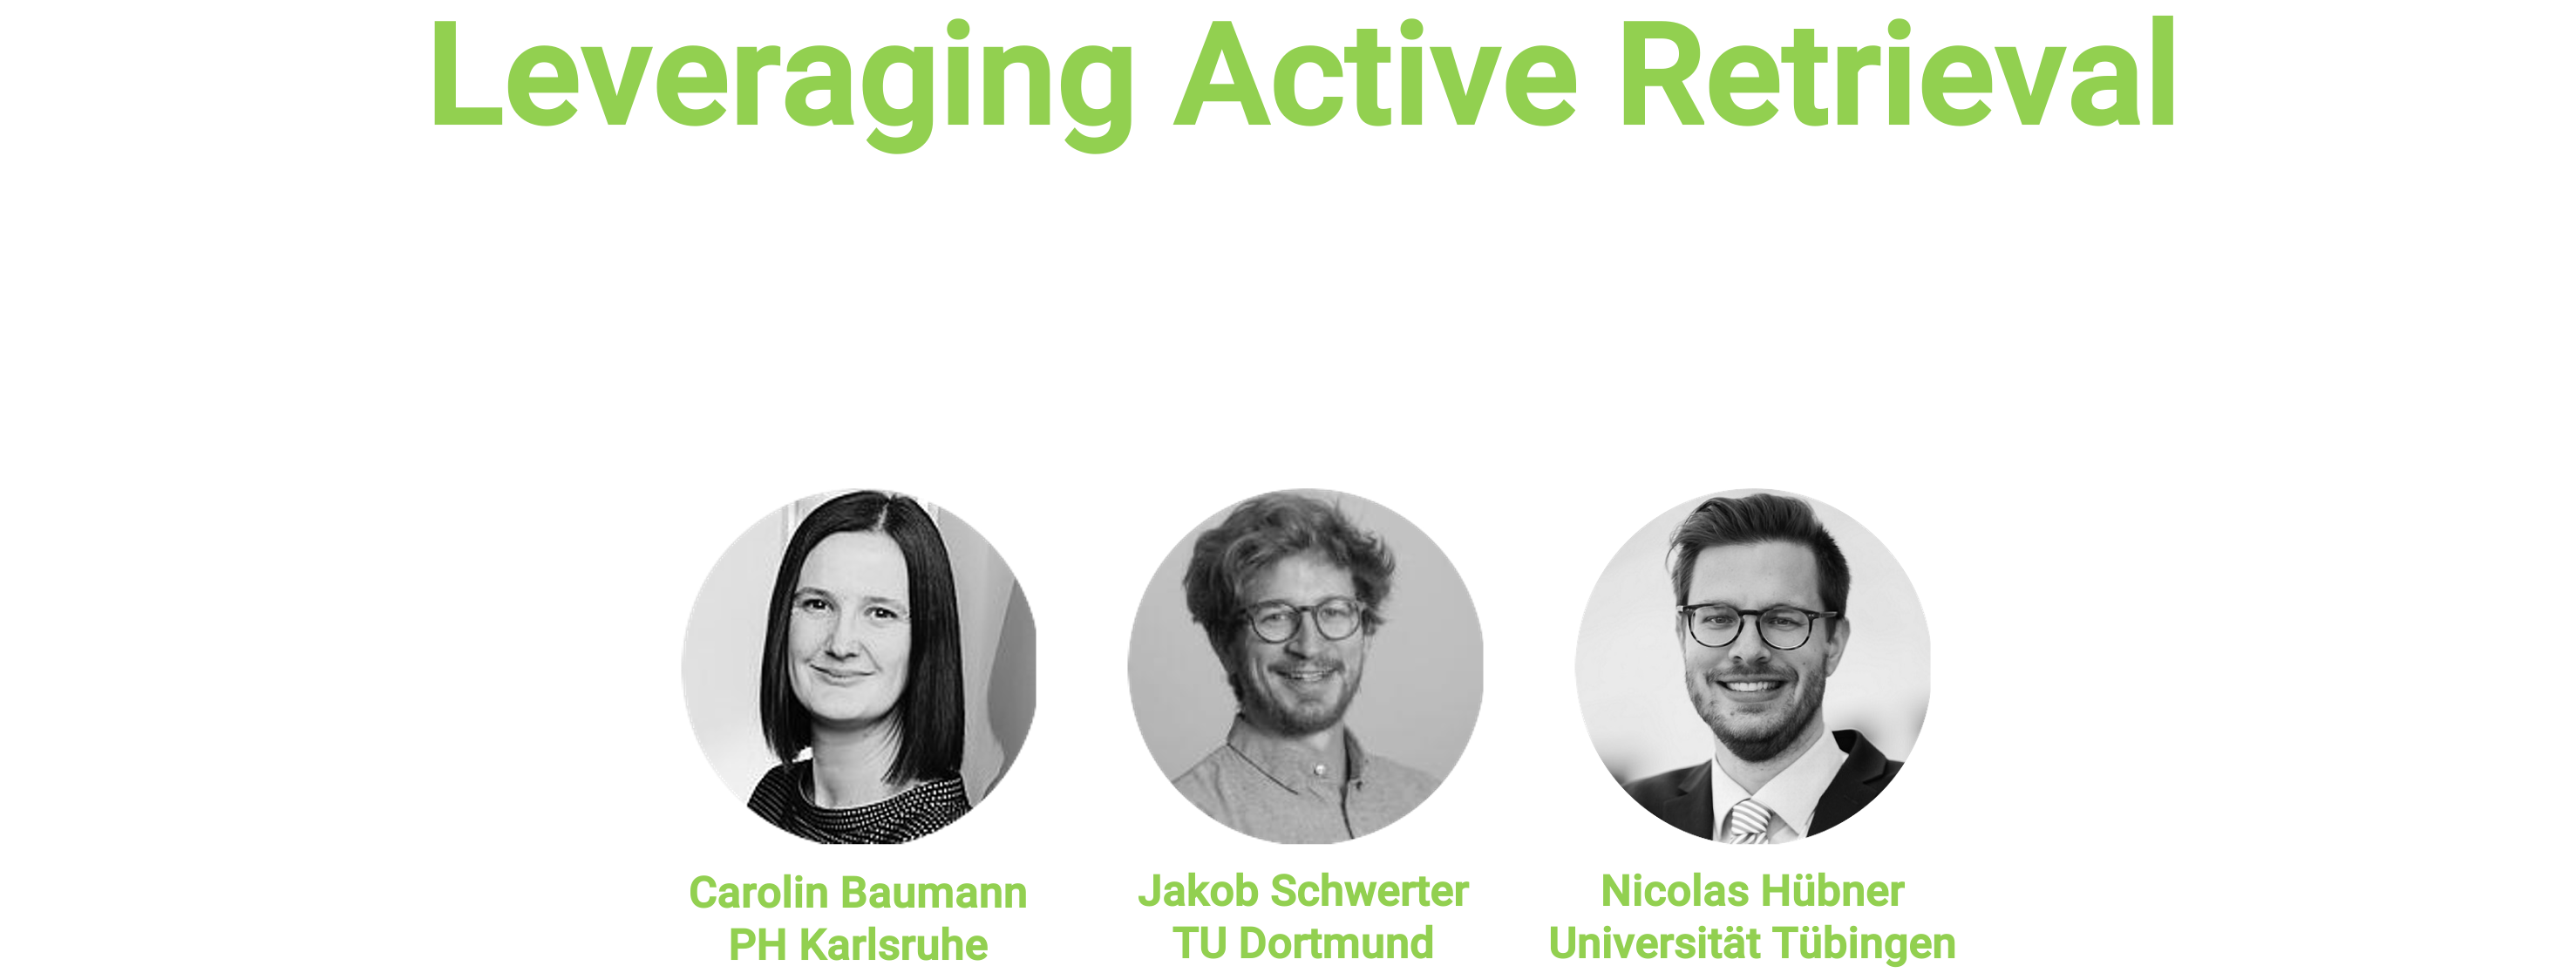 Leveraging Active Retrieval
Carolin Baumann
PH Karlsruhe
Jakob Schwerter
TU Dortmund
Nicolas Hübner
Universität Tübingen